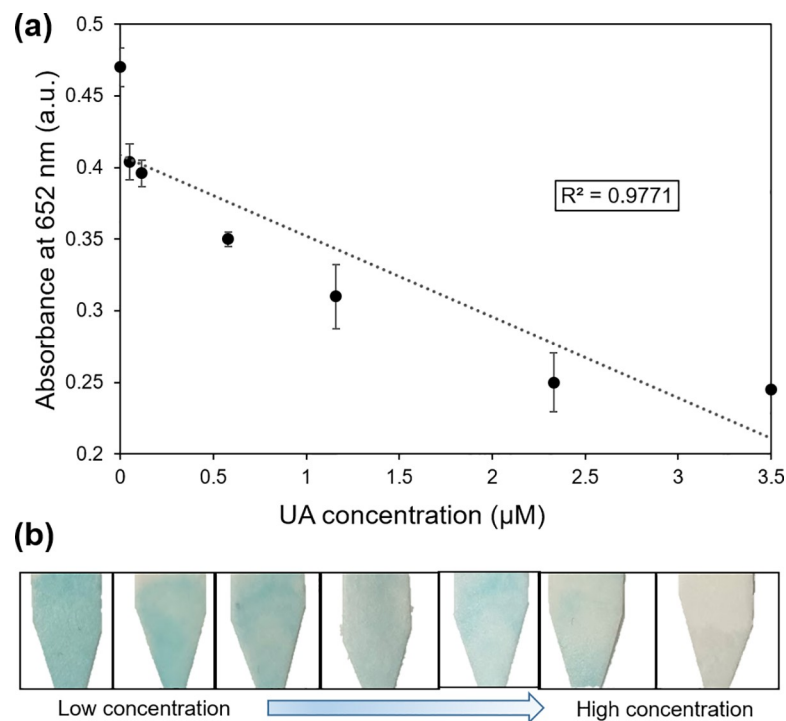 (a)
Absorbance at 652 nm (a.u.)
0.5
0.45
0.4
0.35
0.3
0.25
0.2
R² = 0.9771
0 0.5 1 1.5 2 2.5 3 3.5
UA concentration (µM)
(b)
Low concentration High concentration